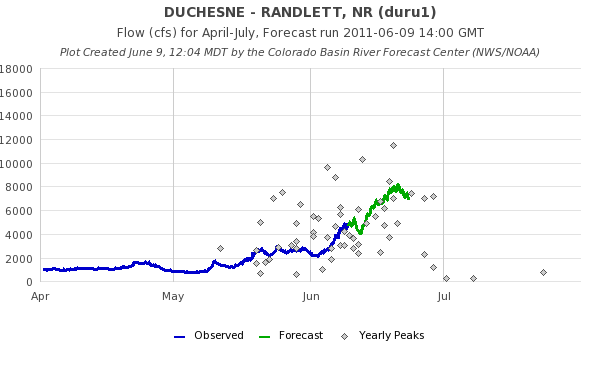 DUCHESNE - RANDLETT, NR (duru1)
Flow (cfs) for April-July, Forecast run 2011-06-09 14:00 GMT
Plot Created June 9, 12:04 MDT by the Colorado Basin River Forecast Center (NWS/NOAA)
18000
16000
14000
12000
10000
8000
6000
4000
2000
0
Apr May Jun Jul
Observed Forecast Yearly Peaks